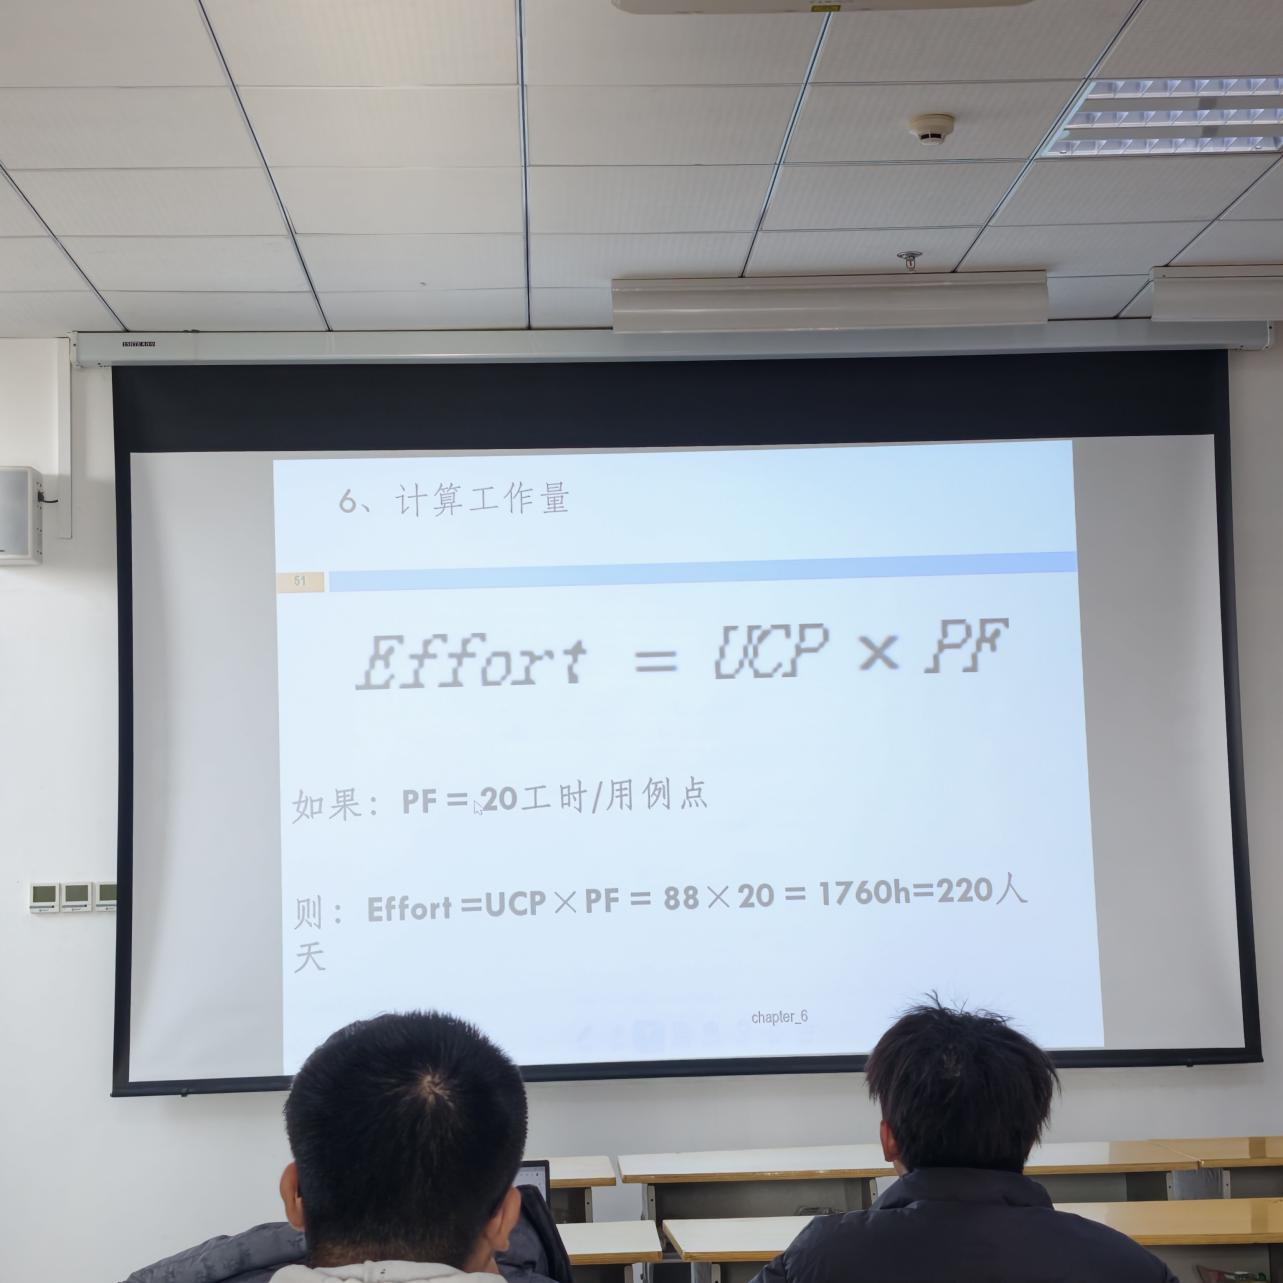 6、计算工作量
51
Effort = UCP × PF
如果：PF = 20工时/用例点
则：Effort =UCP×PF = 88×20 = 1760h=220人
天
chapter_6